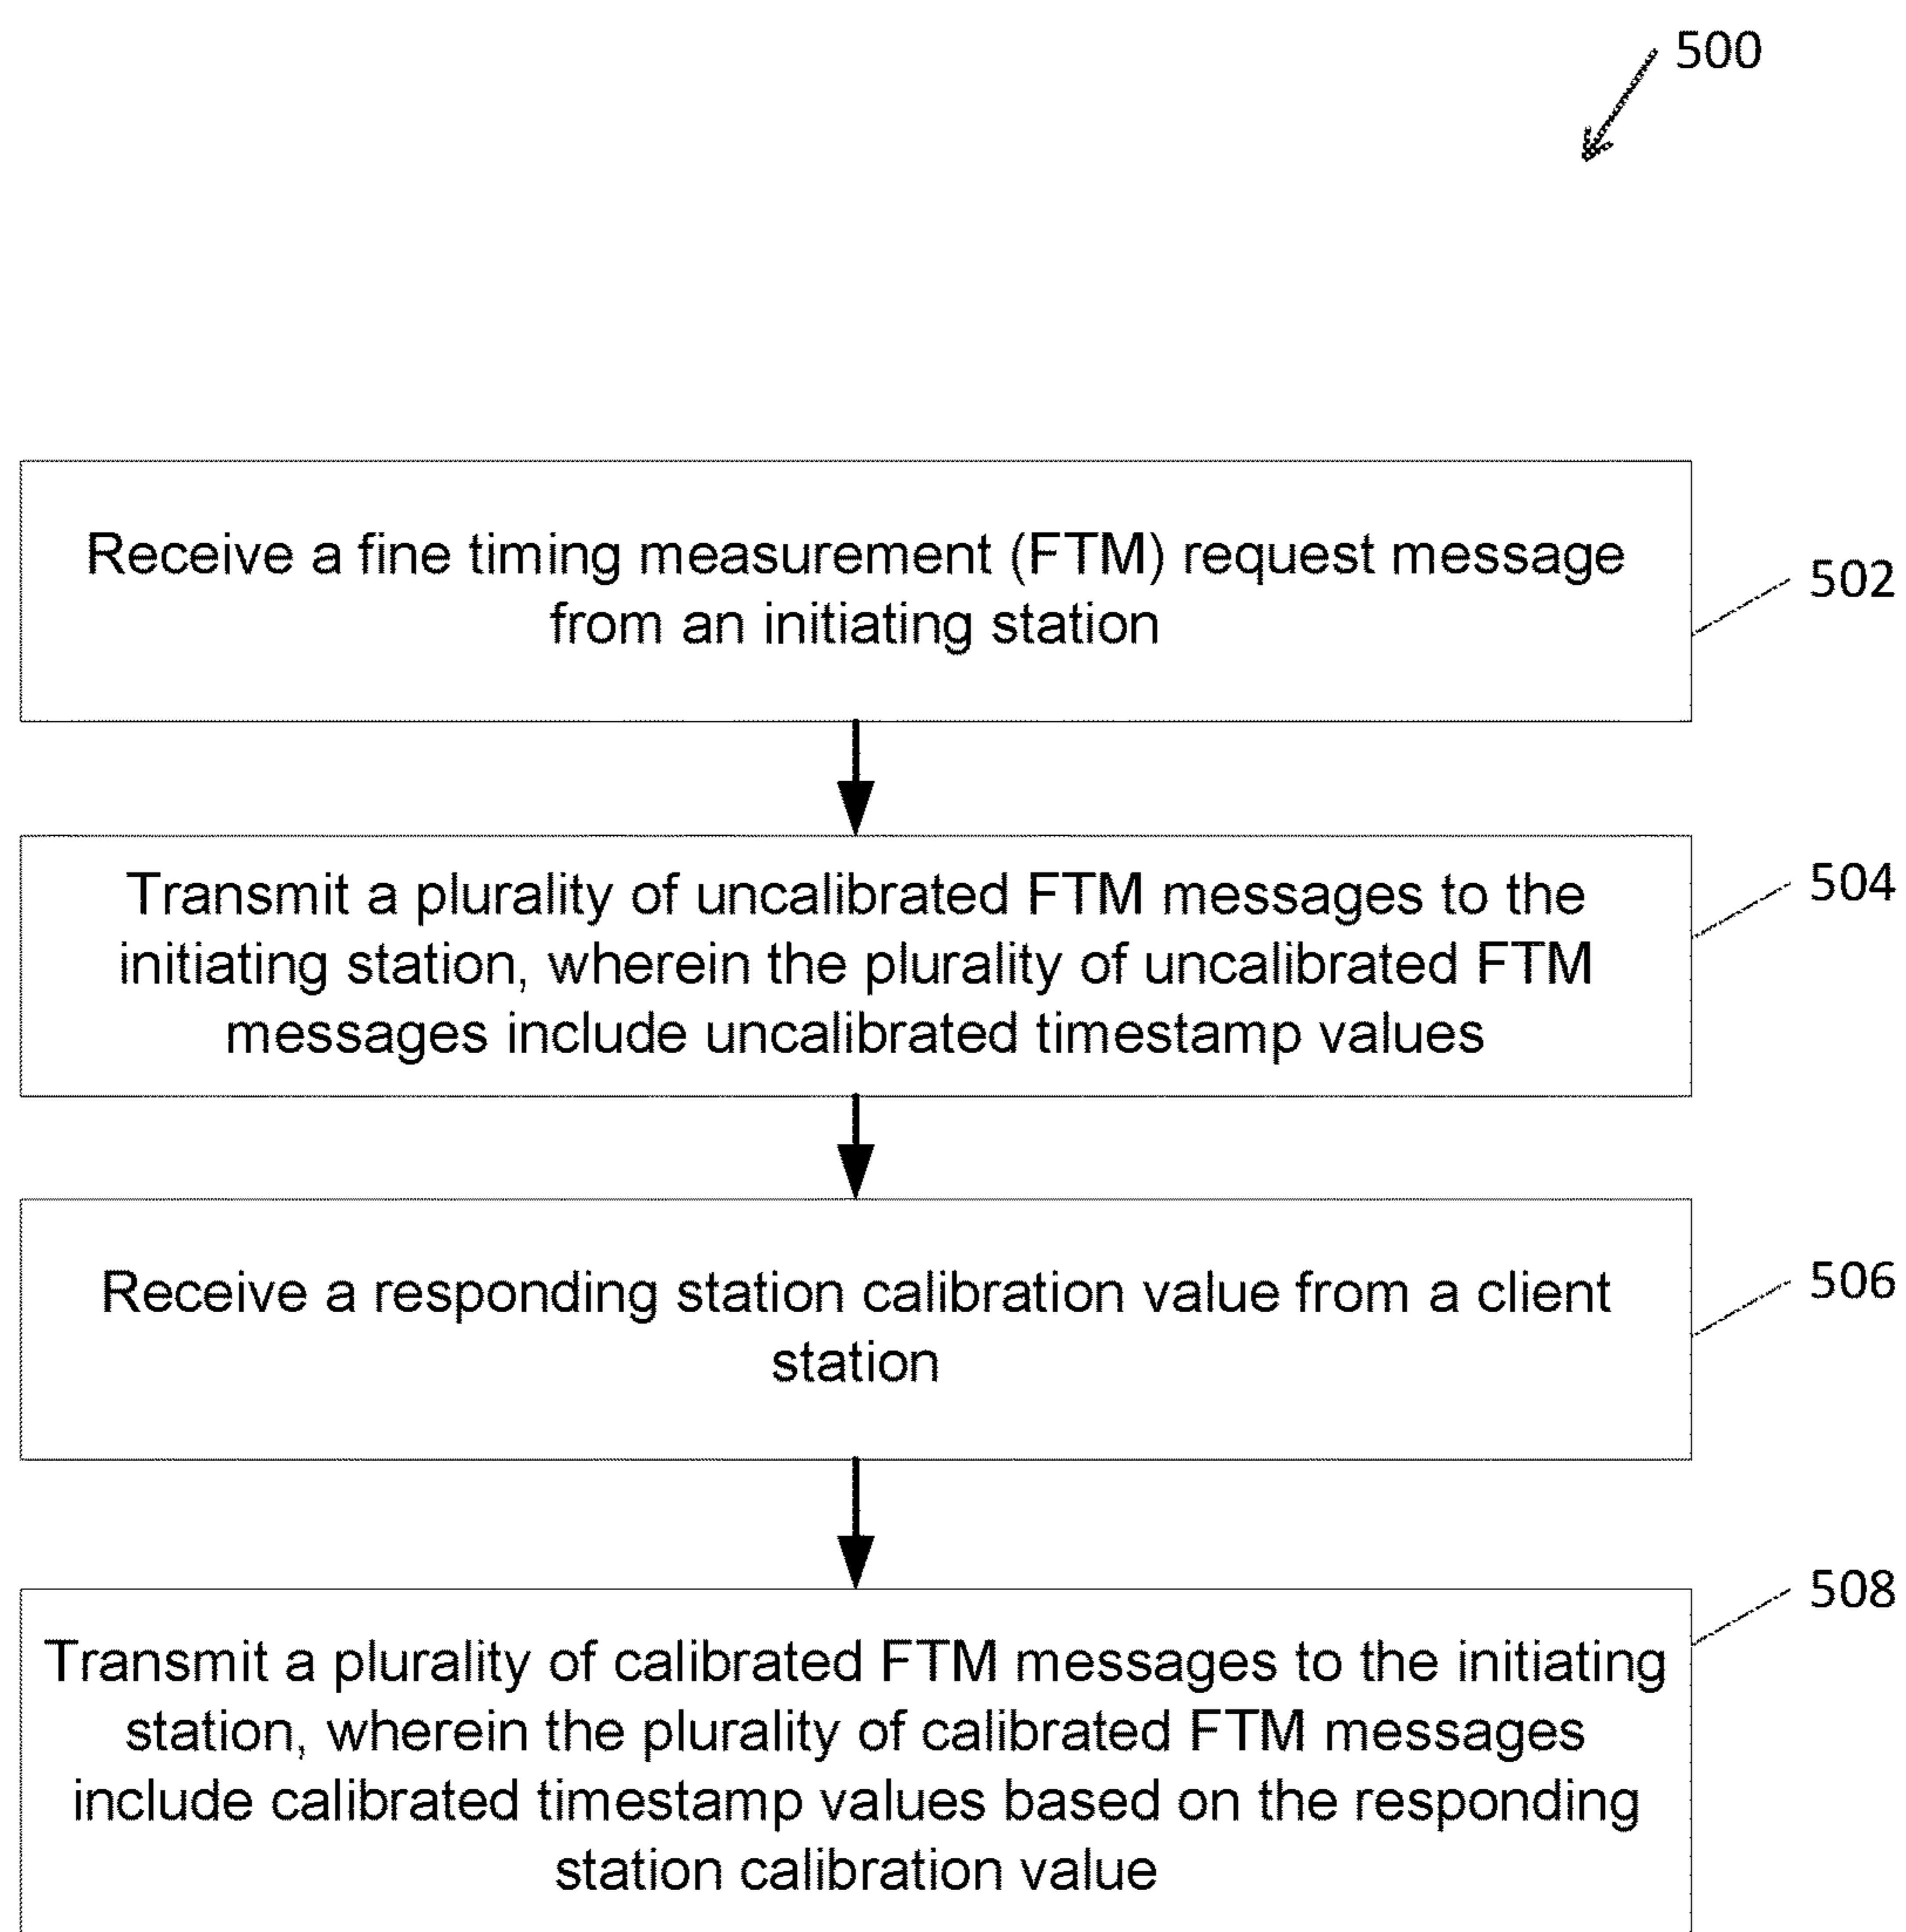 500
Receive a fine timing measurement (FTM) request message
from an initiating station
502
Transmit a plurality of uncalibrated FTM messages to the
initiating station, wherein the plurality of uncalibrated FTM
messages include uncalibrated timestamp values
504
Receive a responding station calibration value from a client
station
506
Transmit a plurality of calibrated FTM messages to the initiating
station, wherein the plurality of calibrated FTM messages
include calibrated timestamp values based on the responding
station calibration value
508